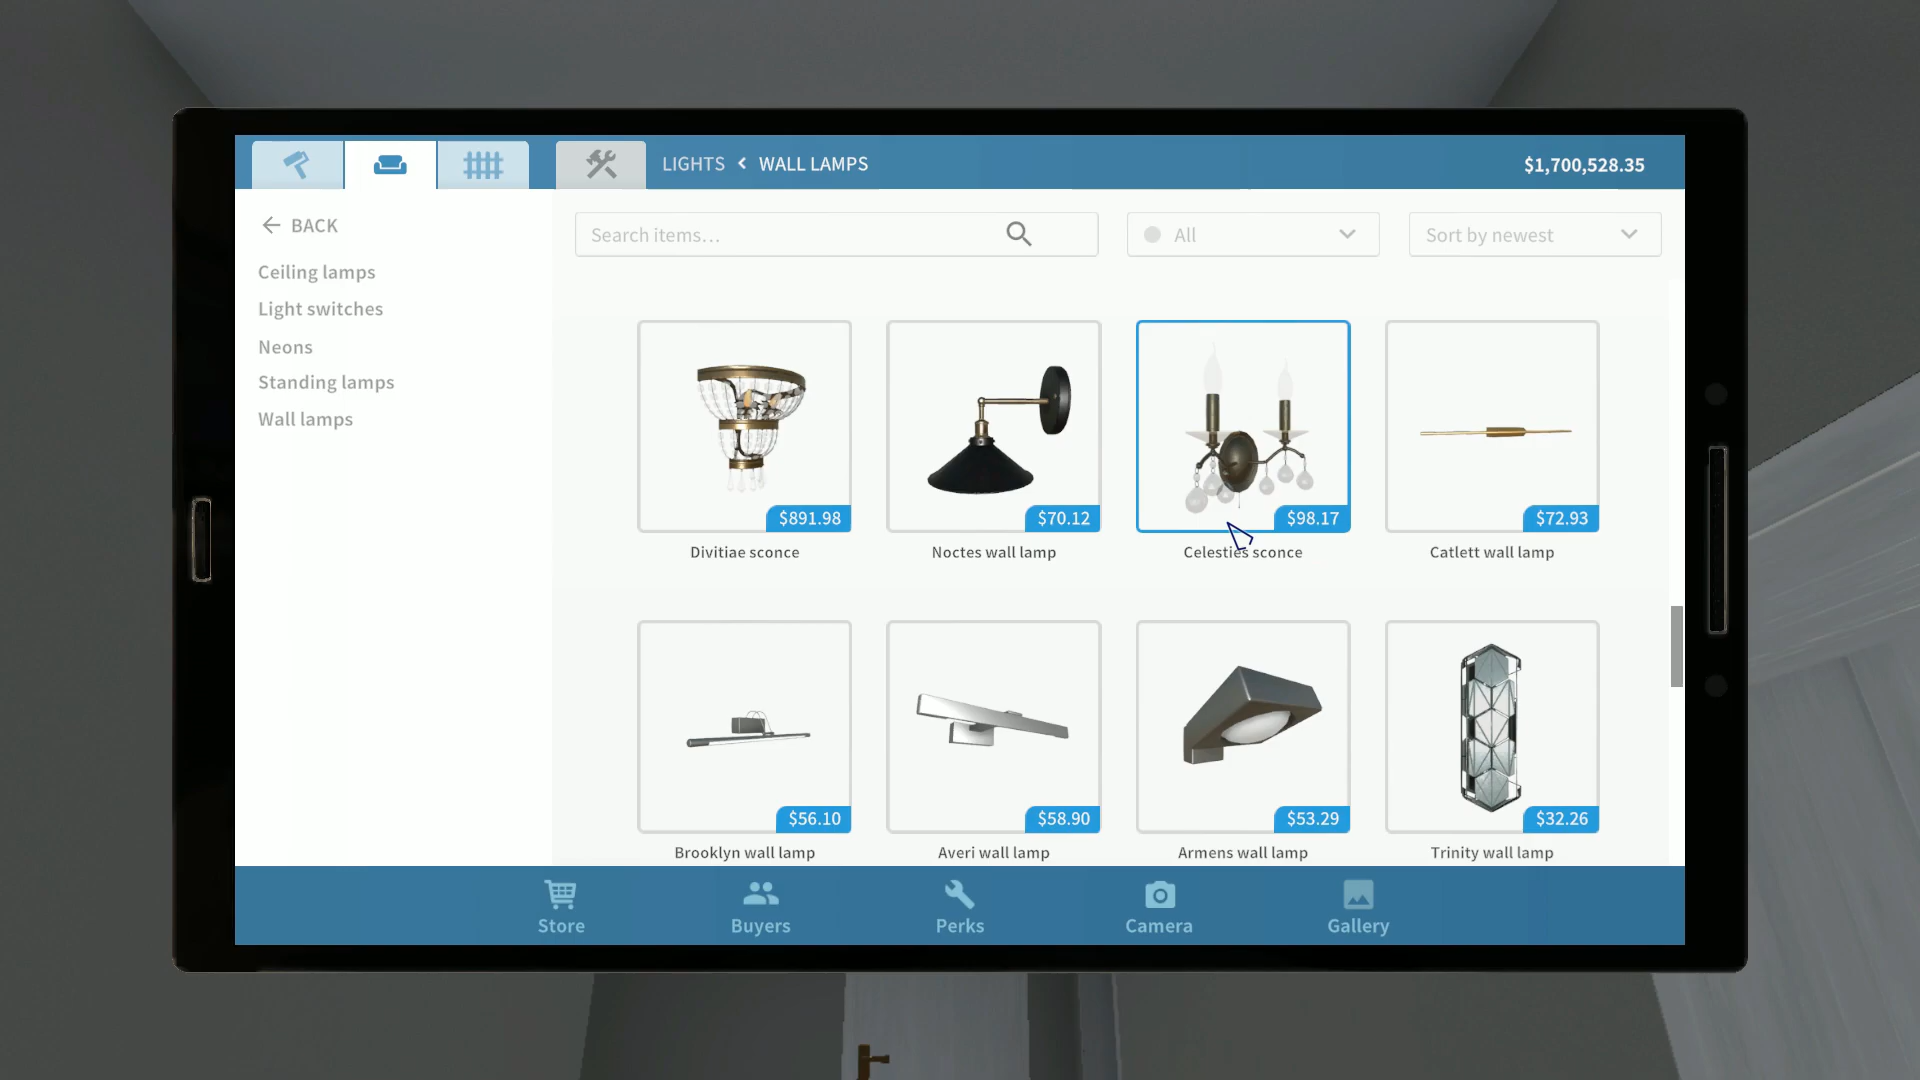 LIGHTS < WALL LAMPS
$1,700,528.35
BACK
Ceiling lamps
Light switches
Neons
Standing lamps
Wall lamps
Search items...
All
Sort by newest
$891.98
Divitiae sconce
$70.12
Noctes wall lamp
$98.17
Celesties sconce
$72.93
Catlett wall lamp
$56.10
Brooklyn wall lamp
$58.90
Averi wall lamp
$53.29
Armens wall lamp
$32.26
Trinity wall lamp
Store
Buyers
Perks
Camera
Gallery